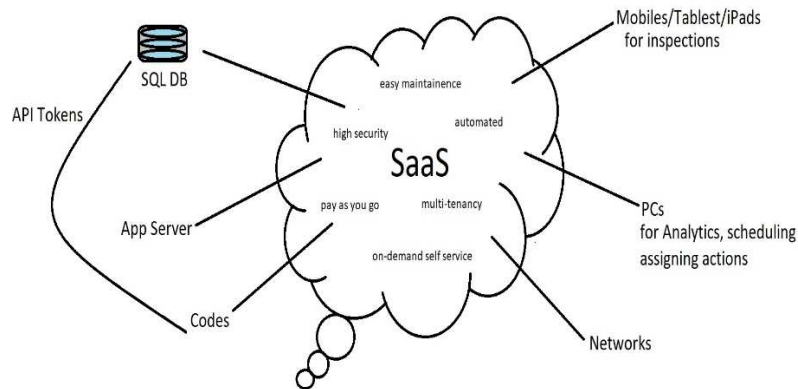 Mobiles/Tablest/iPads
for inspections
SQL DB
API Tokens
easy maintainence
high security
automated
SaaS
pay as you go
multi-tenancy
App Server
PCs
for Analytics, scheduling
assigning actions
on-demand self service
Codes
Networks